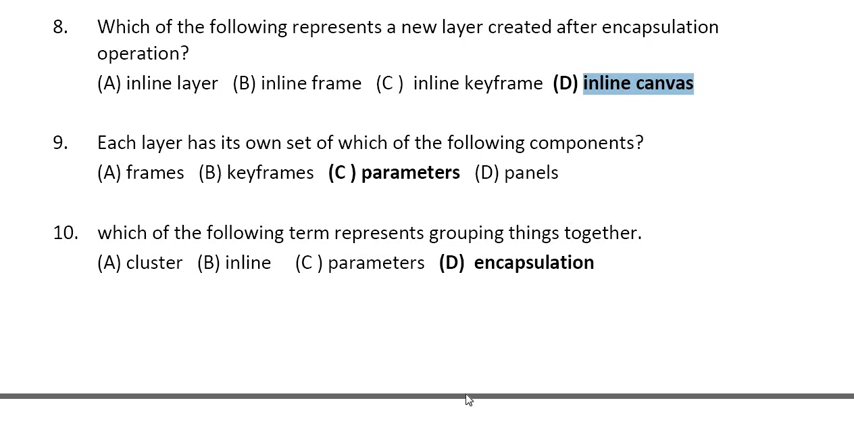 8. Which of the following represents a new layer created after encapsulation
operation?
(A) inline layer (B) inline frame (C ) inline keyframe (D) inline canvas
9. Each layer has its own set of which of the following components?
(A) frames (B) keyframes (C ) parameters (D) panels
10. which of the following term represents grouping things together.
(A) cluster (B) inline (C ) parameters (D) encapsulation